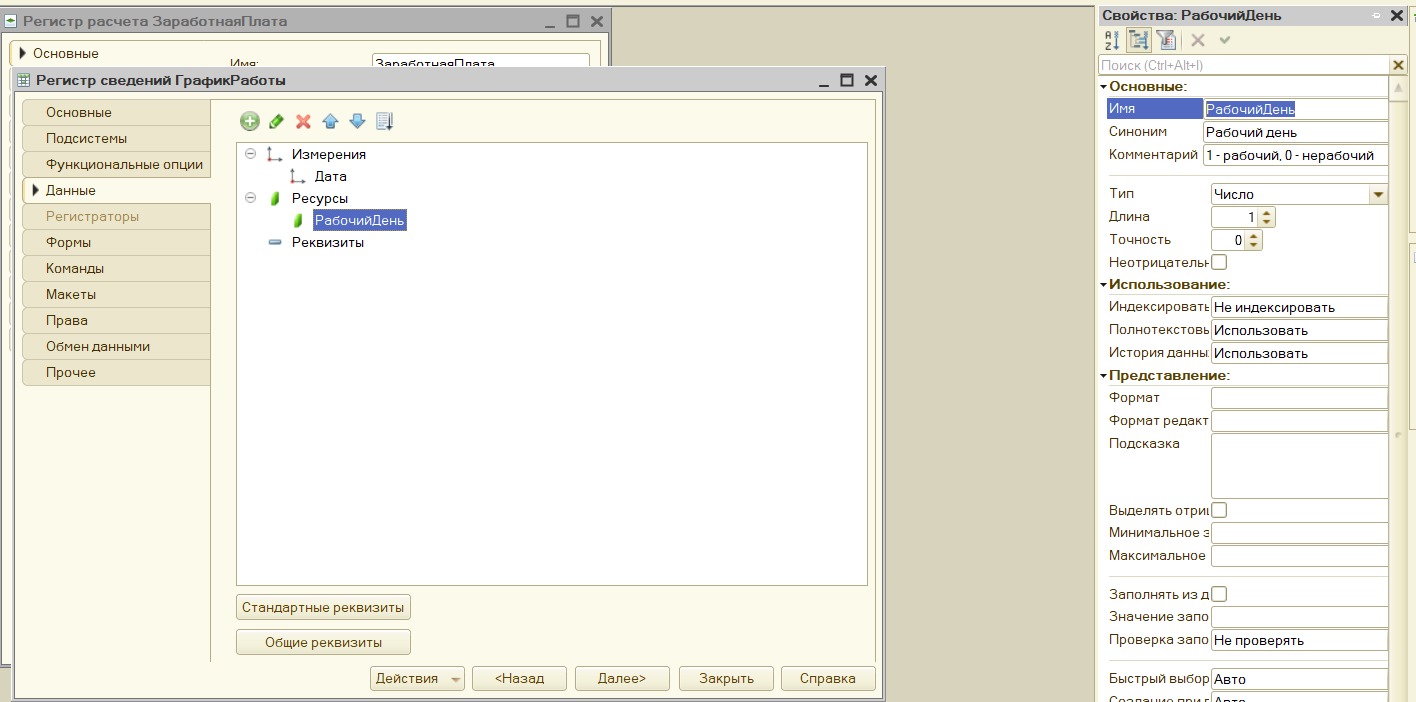 Регистр расчета ЗаработнаяПлата
Основные
Имя:
ЗаработнаяПлата
Регистр сведений ГрафикРаботы
Основные
Подсистемы
Функциональные опции
Данные
Регистраторы
Формы
Команды
Макеты
Права
Обмен данными
Прочее
Измерения
Дата
Ресурсы
РабочийДень
Реквизиты
Стандартные реквизиты
Общие реквизиты
Действия
<Назад
Далее>
Закрыть
Справка
Свойства: РабочийДень
Поиск (Ctrl+Alt+I)
Основные:
Имя РабочийДень
Синоним Рабочий день
Комментарий 1 - рабочий, 0 - нерабочий
Тип Число
Длина 1
Точность 0
Неотрицательн
Использование:
Индексировать Не индексировать
Полнотекстовь Использовать
История данны Использовать
Представление:
Формат
Формат редакт
Подсказка
Выделять отриц
Минимальное з
Максимальное
Заполнять из д
Значение запо
Проверка запо Не проверять
Быстрый выбор Авто
Создание при Авто